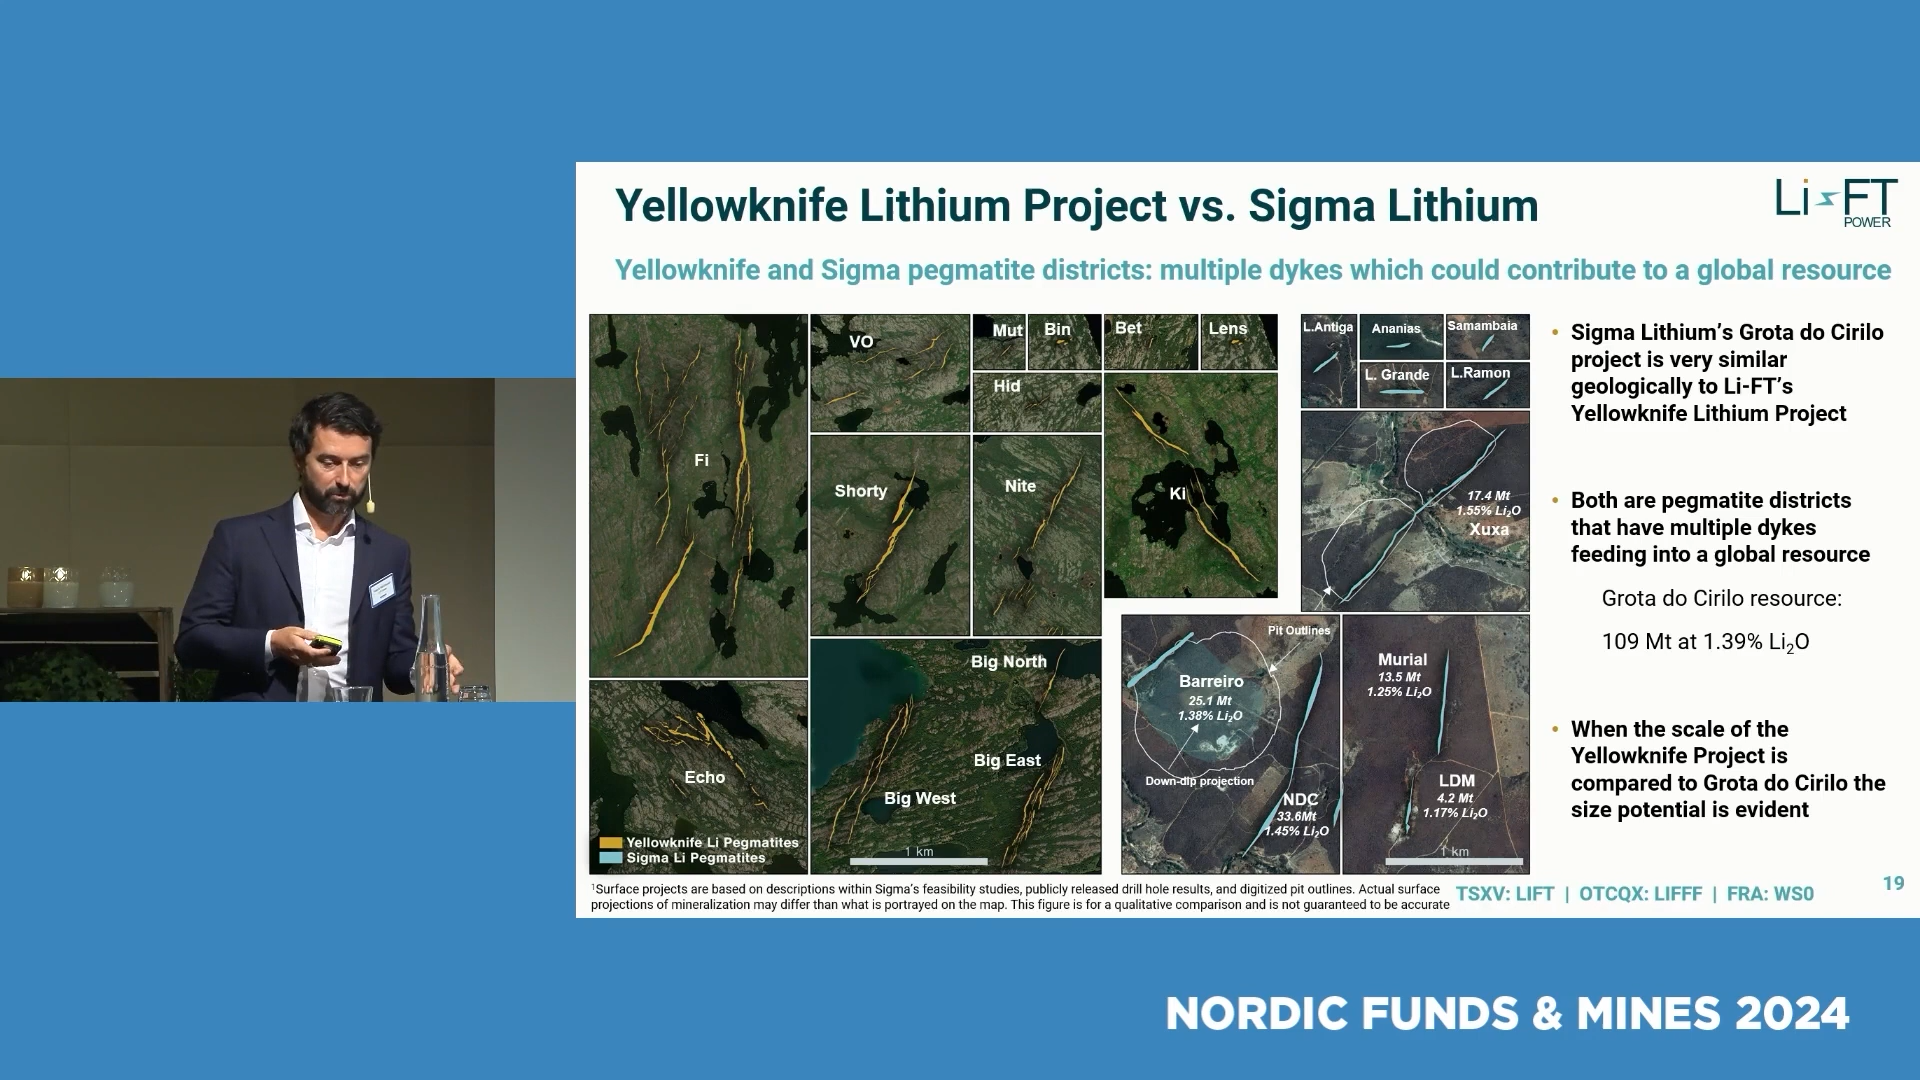 Yellowknife Lithium Project vs. Sigma Lithium
Li FT
POWER
Yellowknife and Sigma pegmatite districts: multiple dykes which could contribute to a global resource
Fi
VO
Mut
Bin
Bet
Lens
Hid
Shorty
Nite
Ki
Echo
Big North
Big East
Big West
1 km
Yellowknife Li Pegmatites
Sigma Li Pegmatites
L.Antiga
Ananias
Samambaia
L. Grande
L.Ramon
17.4 Mt
1.55% Li₂O
Xuxa
Pit Outlines
Barreiro
25.1 Mt
1.38% Li₂O
Down-dip projection
NDC
33.6Mt
1.45% Li₂O
Murial
13.5 Mt
1.25% Li₂O
LDM
4.2 Mt
1.17% Li₂O
1 km
• Sigma Lithium’s Grota do Cirilo
project is very similar
geologically to Li-FT’s
Yellowknife Lithium Project
• Both are pegmatite districts
that have multiple dykes
feeding into a global resource
Grota do Cirilo resource:
109 Mt at 1.39% Li₂O
• When the scale of the
Yellowknife Project is
compared to Grota do Cirilo the
size potential is evident
¹Surface projects are based on descriptions within Sigma’s feasibility studies, publicly released drill hole results, and digitized pit outlines. Actual surface
projections of mineralization may differ than what is portrayed on the map. This figure is for a qualitative comparison and is not guaranteed to be accurate
TSXV: LIFT | OTCQX: LIFFF | FRA: WS0
19
NORDIC FUNDS & MINES 2024